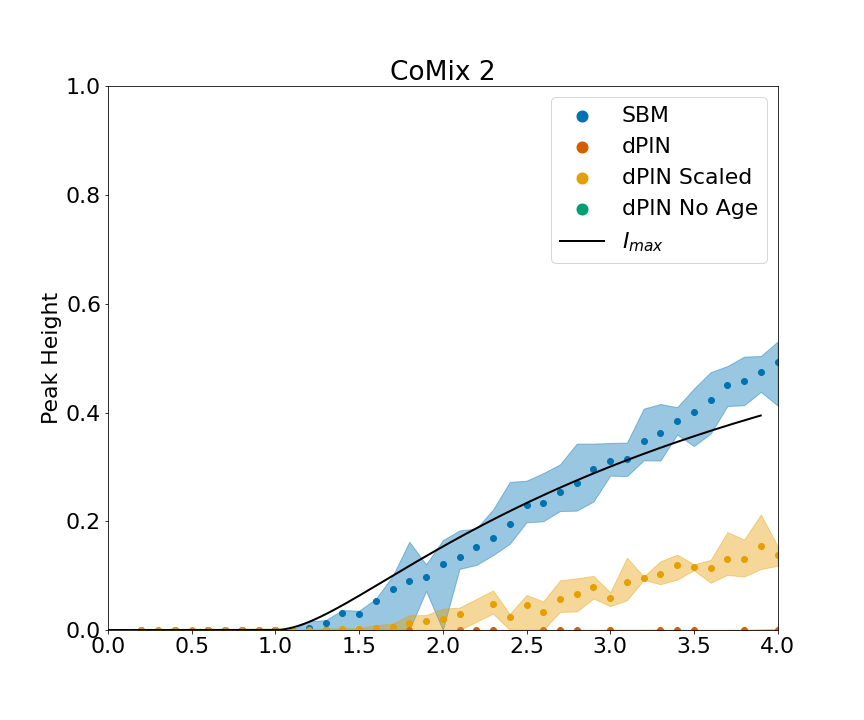 CoMix 2
1.0
0.8
0.6
0.4
0.2
0.0
Peak Height
SBM
dPIN
dPIN Scaled
dPIN No Age
I_max
0.0 0.5 1.0 1.5 2.0 2.5 3.0 3.5 4.0